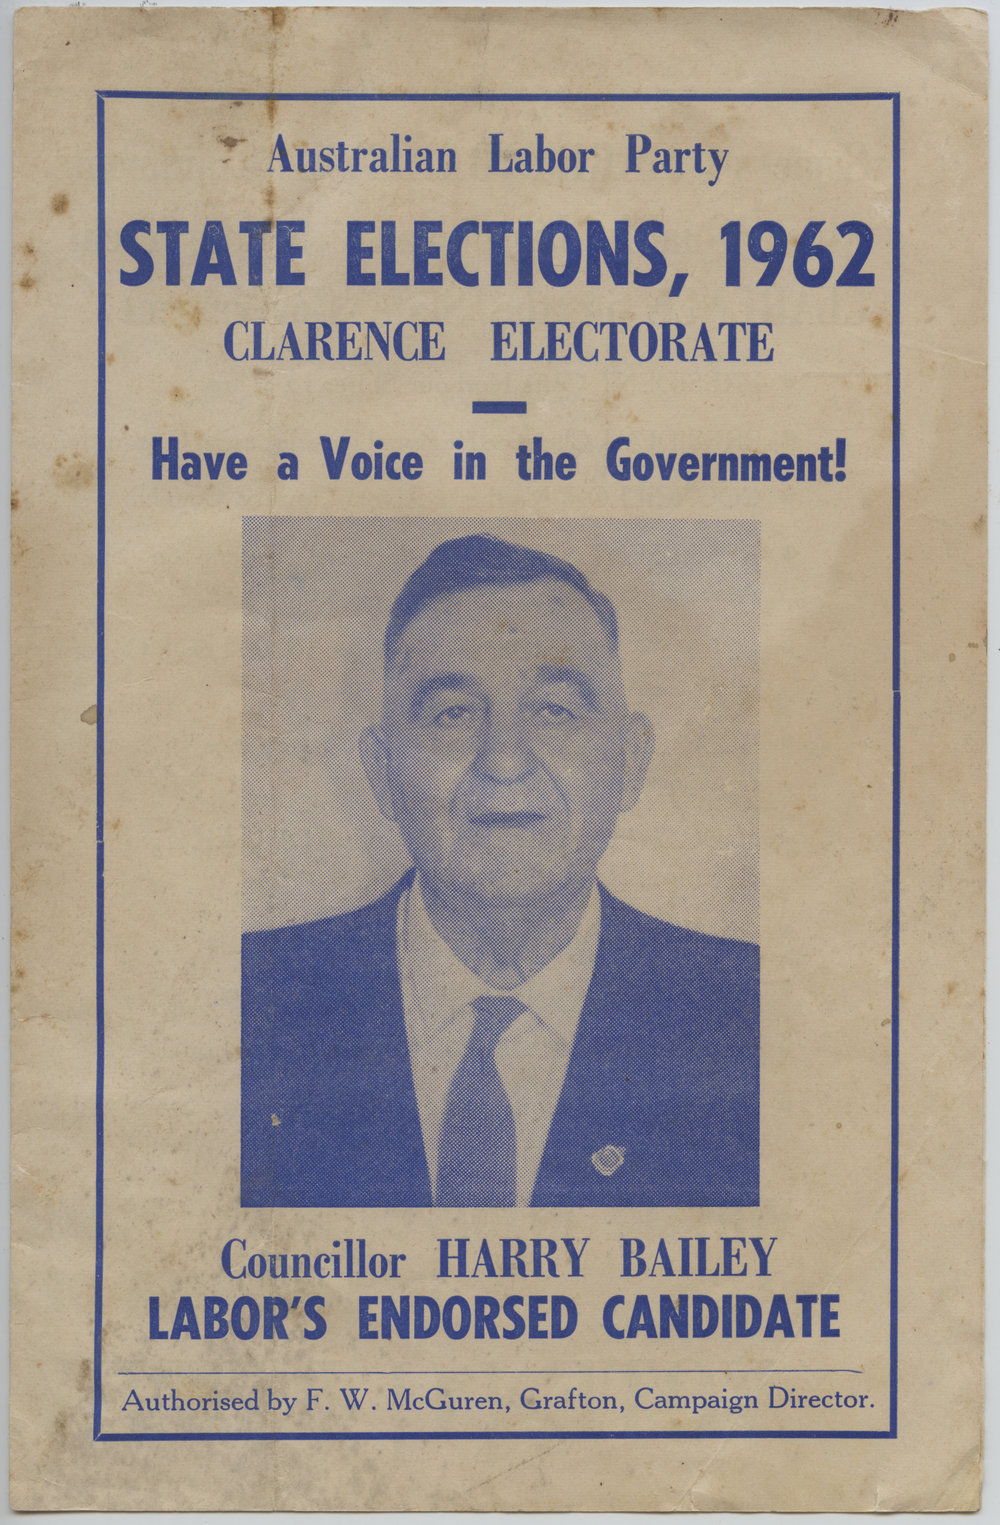 Australian Labor Party
STATE ELECTIONS, 1962
CLARENCE ELECTORATE
Have a Voice in the Government!
Councillor HARRY BAILEY
LABOR'S ENDORSED CANDIDATE
Authorised by F. W. McGuren, Grafton, Campaign Director.